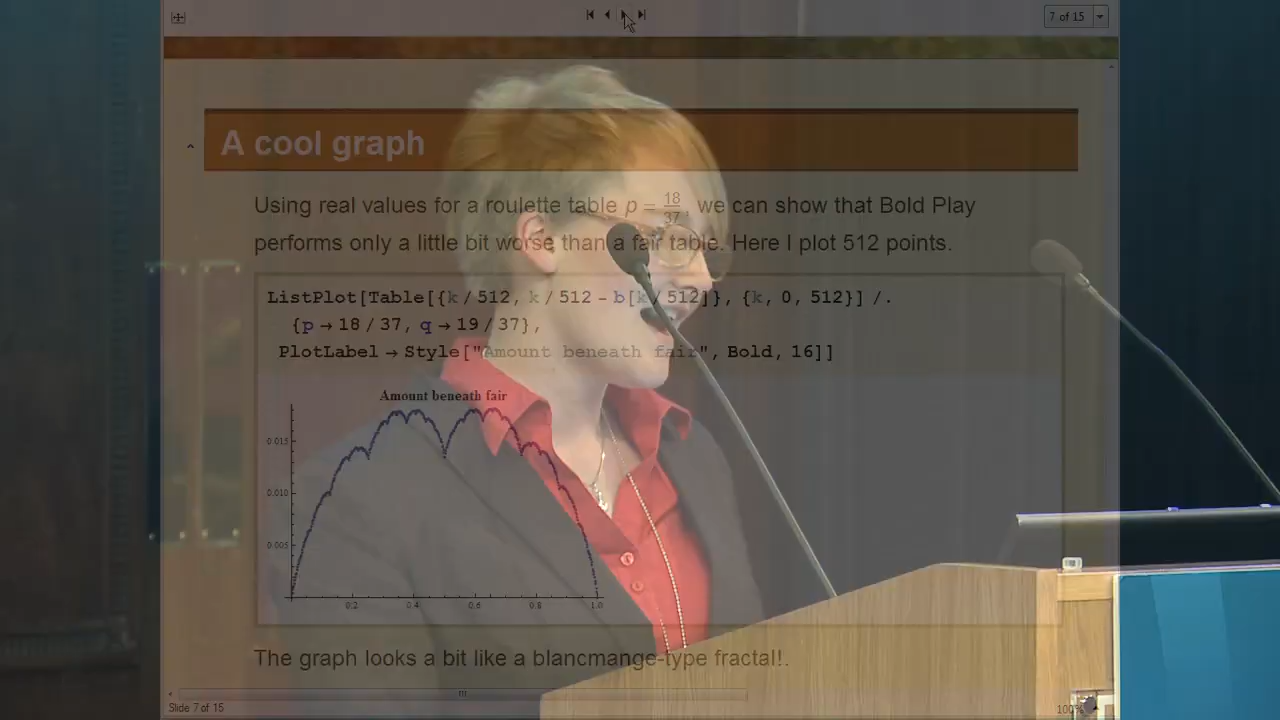 7 of 15
A cool graph
Using real values for a roulette table p = 18/37, we can show that Bold Play
performs only a little bit worse than a fair table. Here I plot 512 points.
ListPlot[Table[{k / 512, k / 512 - b[k / 512]}, {k, 0, 512}] /.
{p → 18 / 37, q → 19 / 37},
PlotLabel → Style["Amount beneath fair", Bold, 16]]
Amount beneath fair
0.015
0.010
0.005
0.2 0.4 0.6 0.8 1.0
The graph looks a bit like a blancmange-type fractal!.
Slide 7 of 15
100%